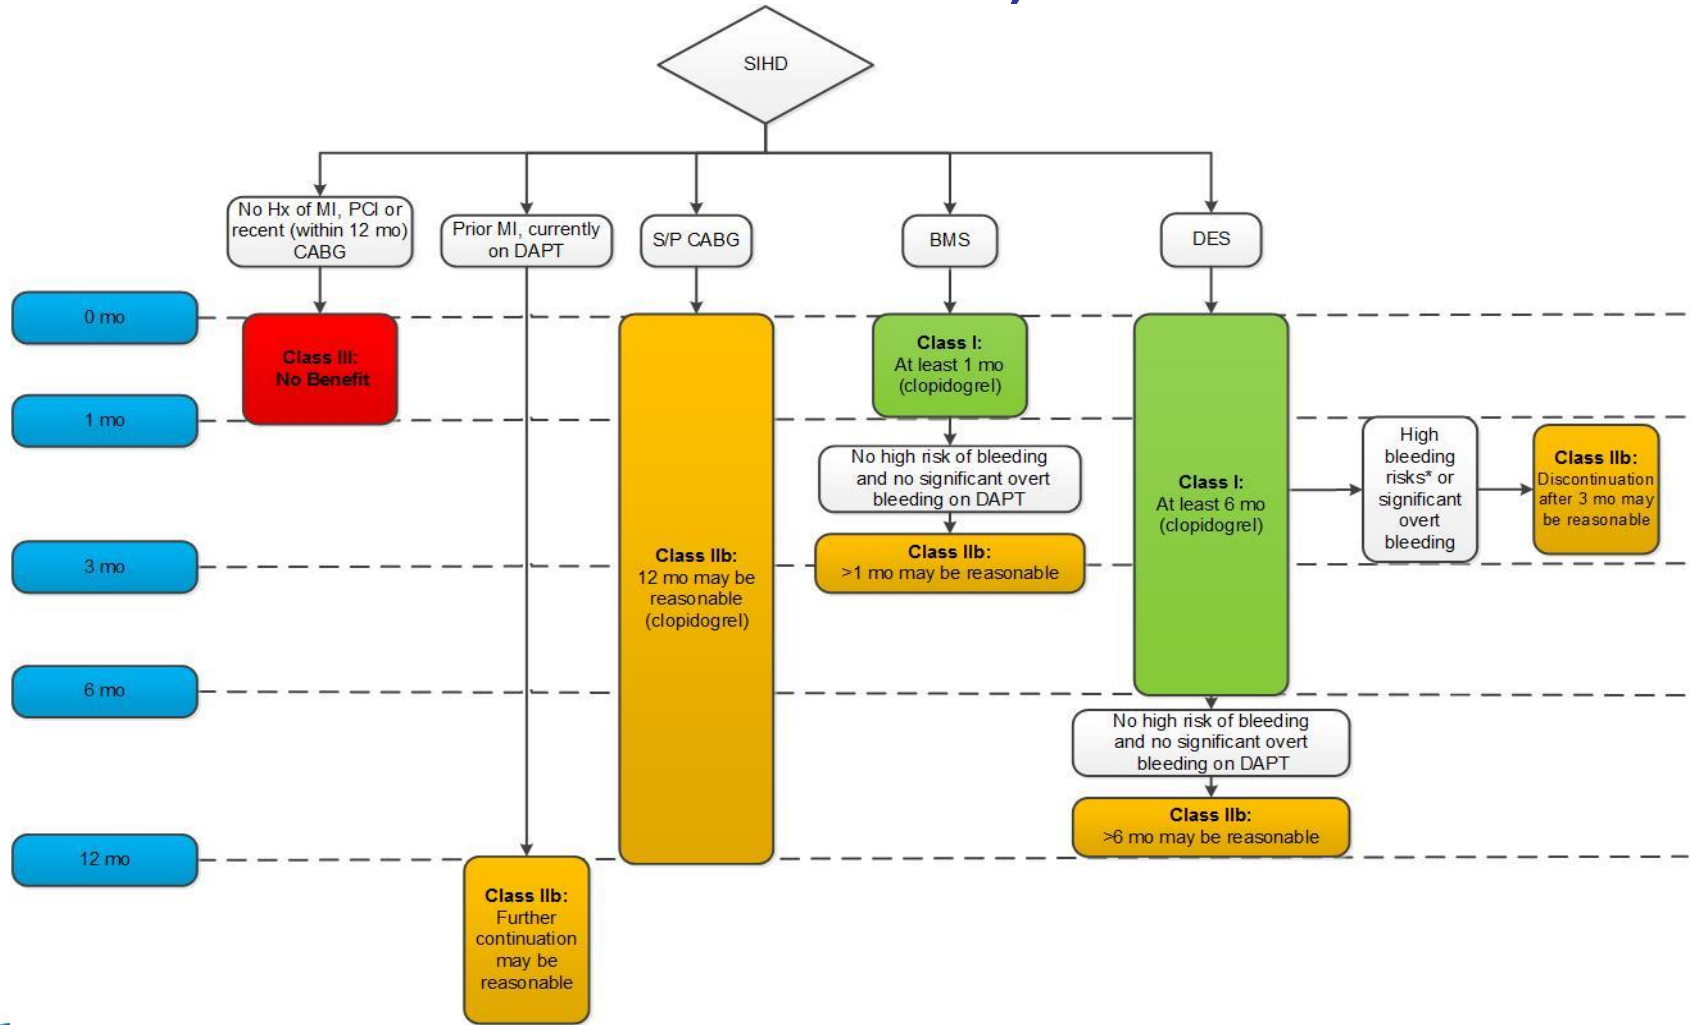 SIHD
No Hx of MI, PCI or
recent (within 12 mo)
CABG
Prior MI, currently
on DAPT
S/P CABG
BMS
DES
0 mo
Class III:
No Benefit
Class I:
At least 1 mo
(clopidogrel)
1 mo
No high risk of bleeding
and no significant overt
bleeding on DAPT
Class I:
At least 6 mo
(clopidogrel)
High
bleeding
risks* or
significant
overt
bleeding
Class IIb:
Discontinuation
after 3 mo may
be reasonable
3 mo
Class IIb:
12 mo may be
reasonable
(clopidogrel)
Class IIb:
>1 mo may be reasonable
6 mo
No high risk of bleeding
and no significant overt
bleeding on DAPT
Class IIb:
>6 mo may be reasonable
12 mo
Class IIb:
Further
continuation
may be
reasonable